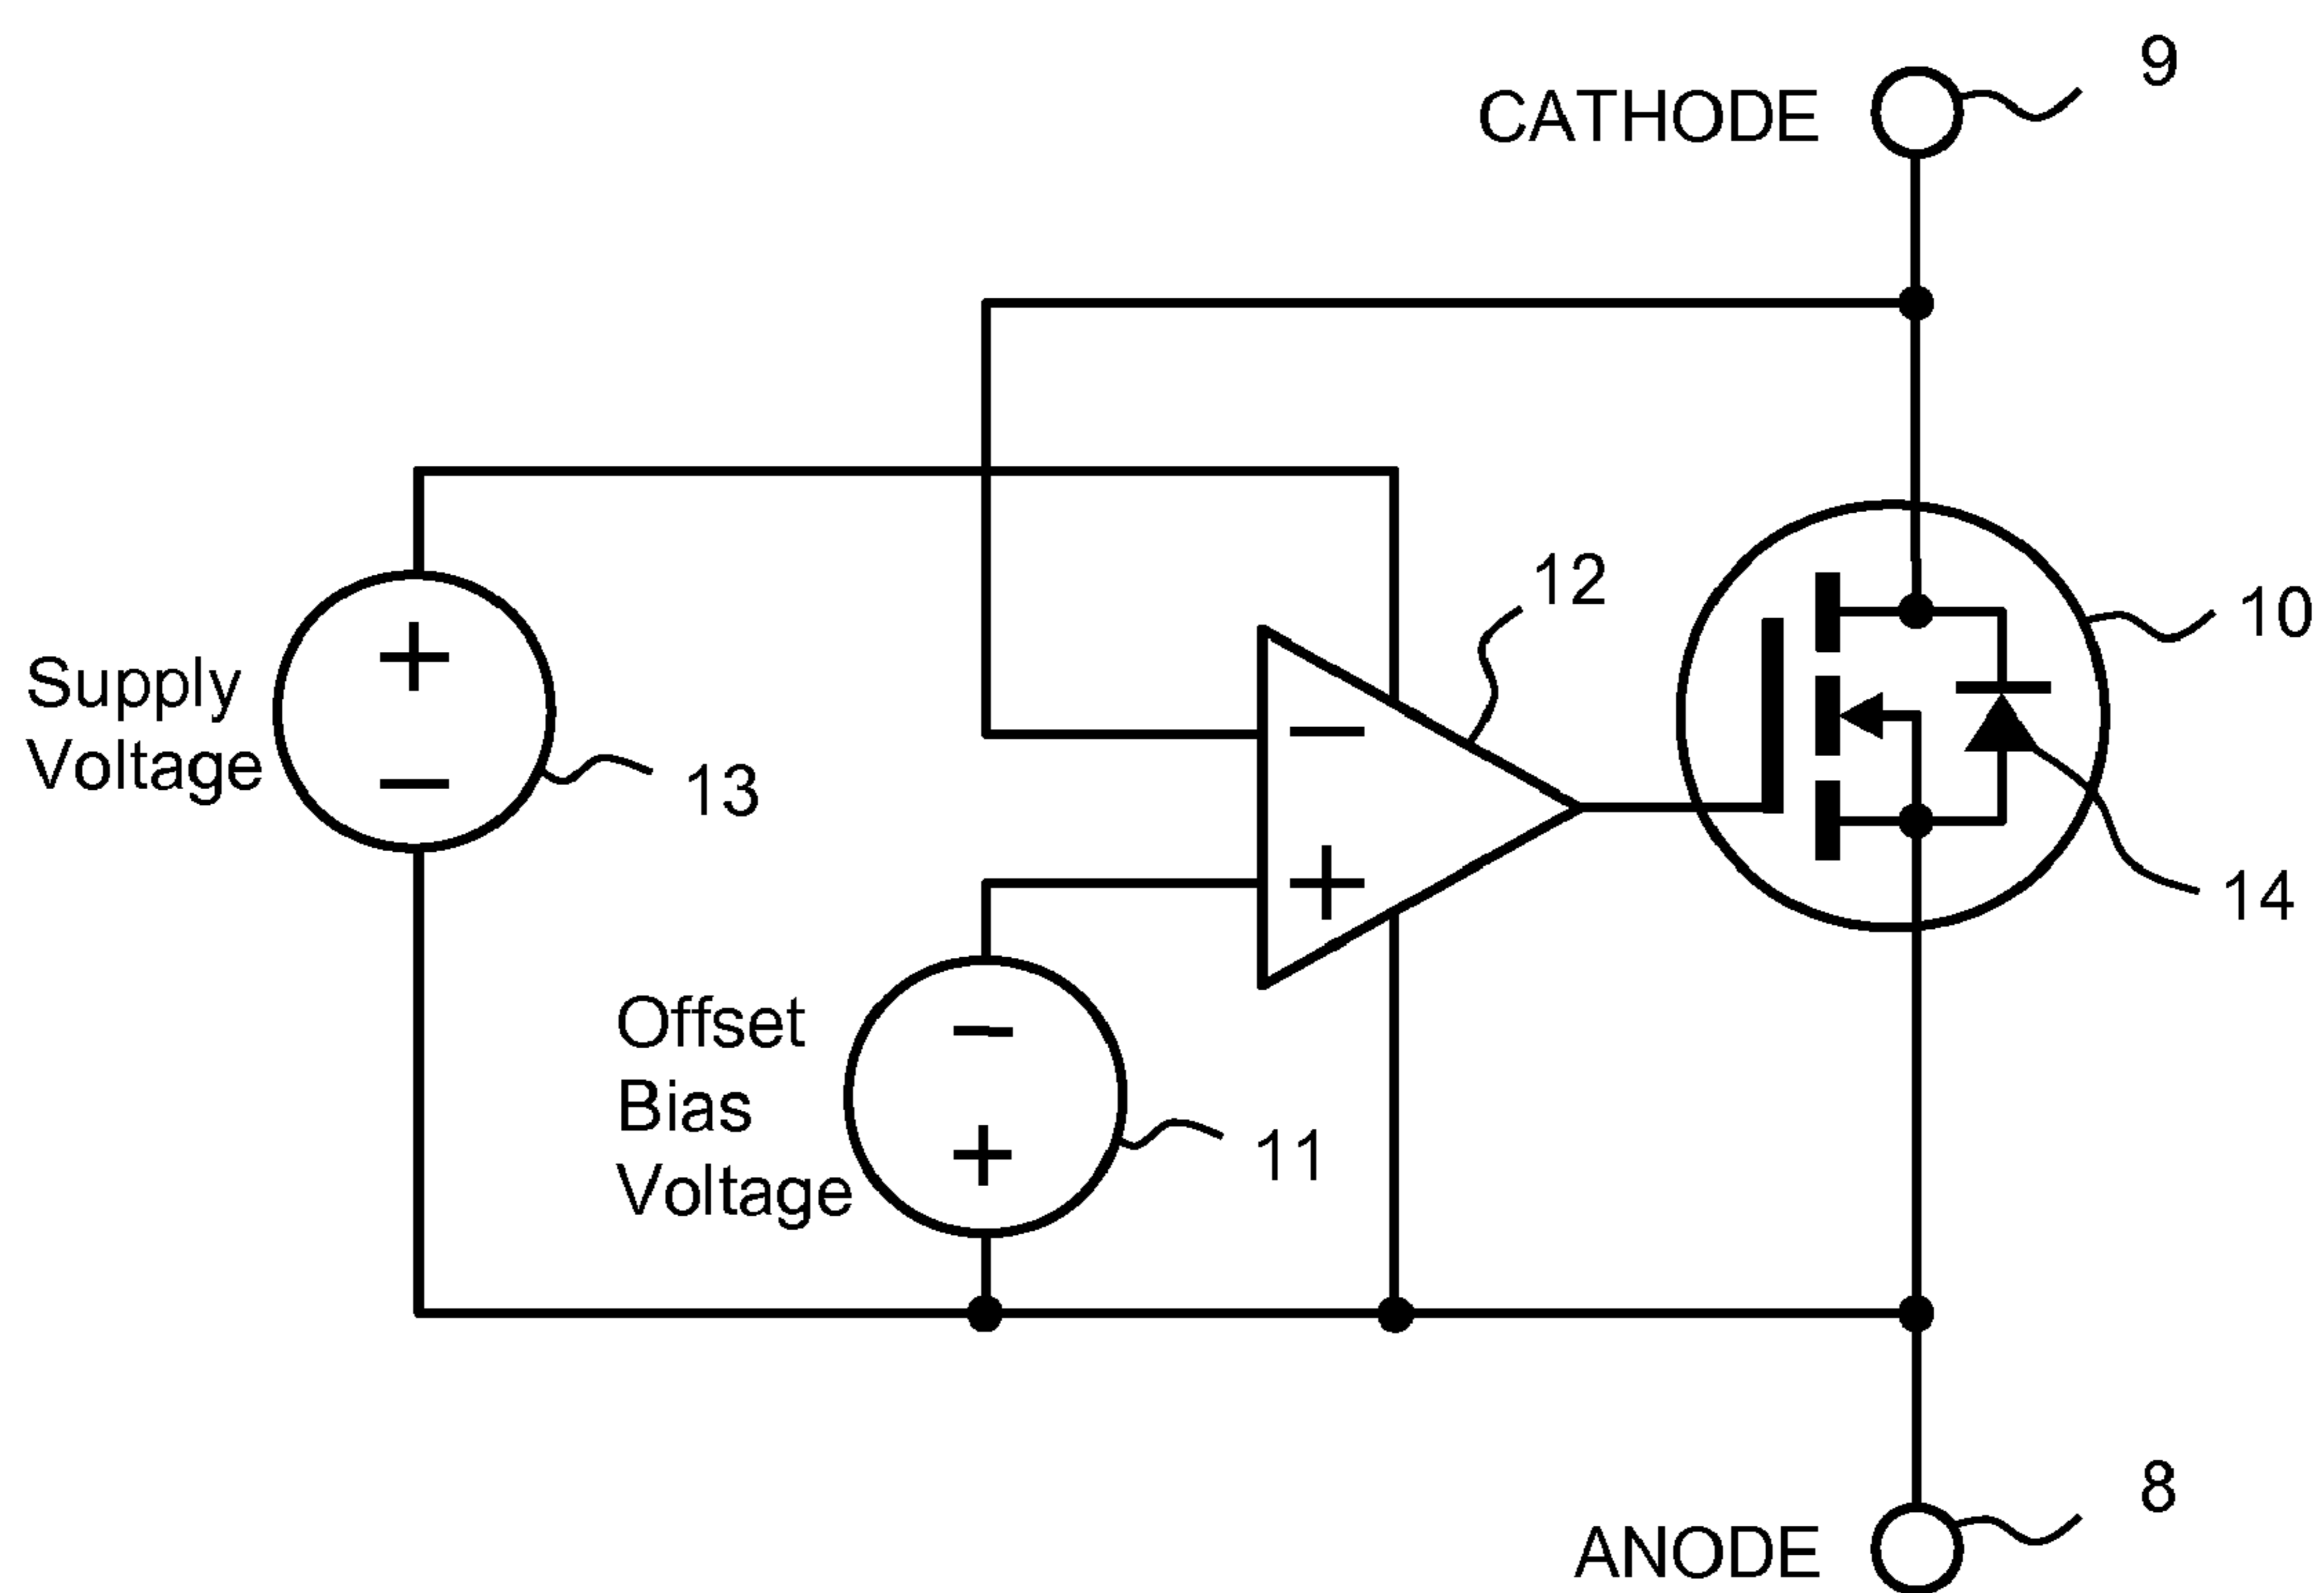 9
CATHODE
12
10
Supply
Voltage
+
−
13
−
+
14
Offset
Bias
Voltage
−
+
11
8
ANODE